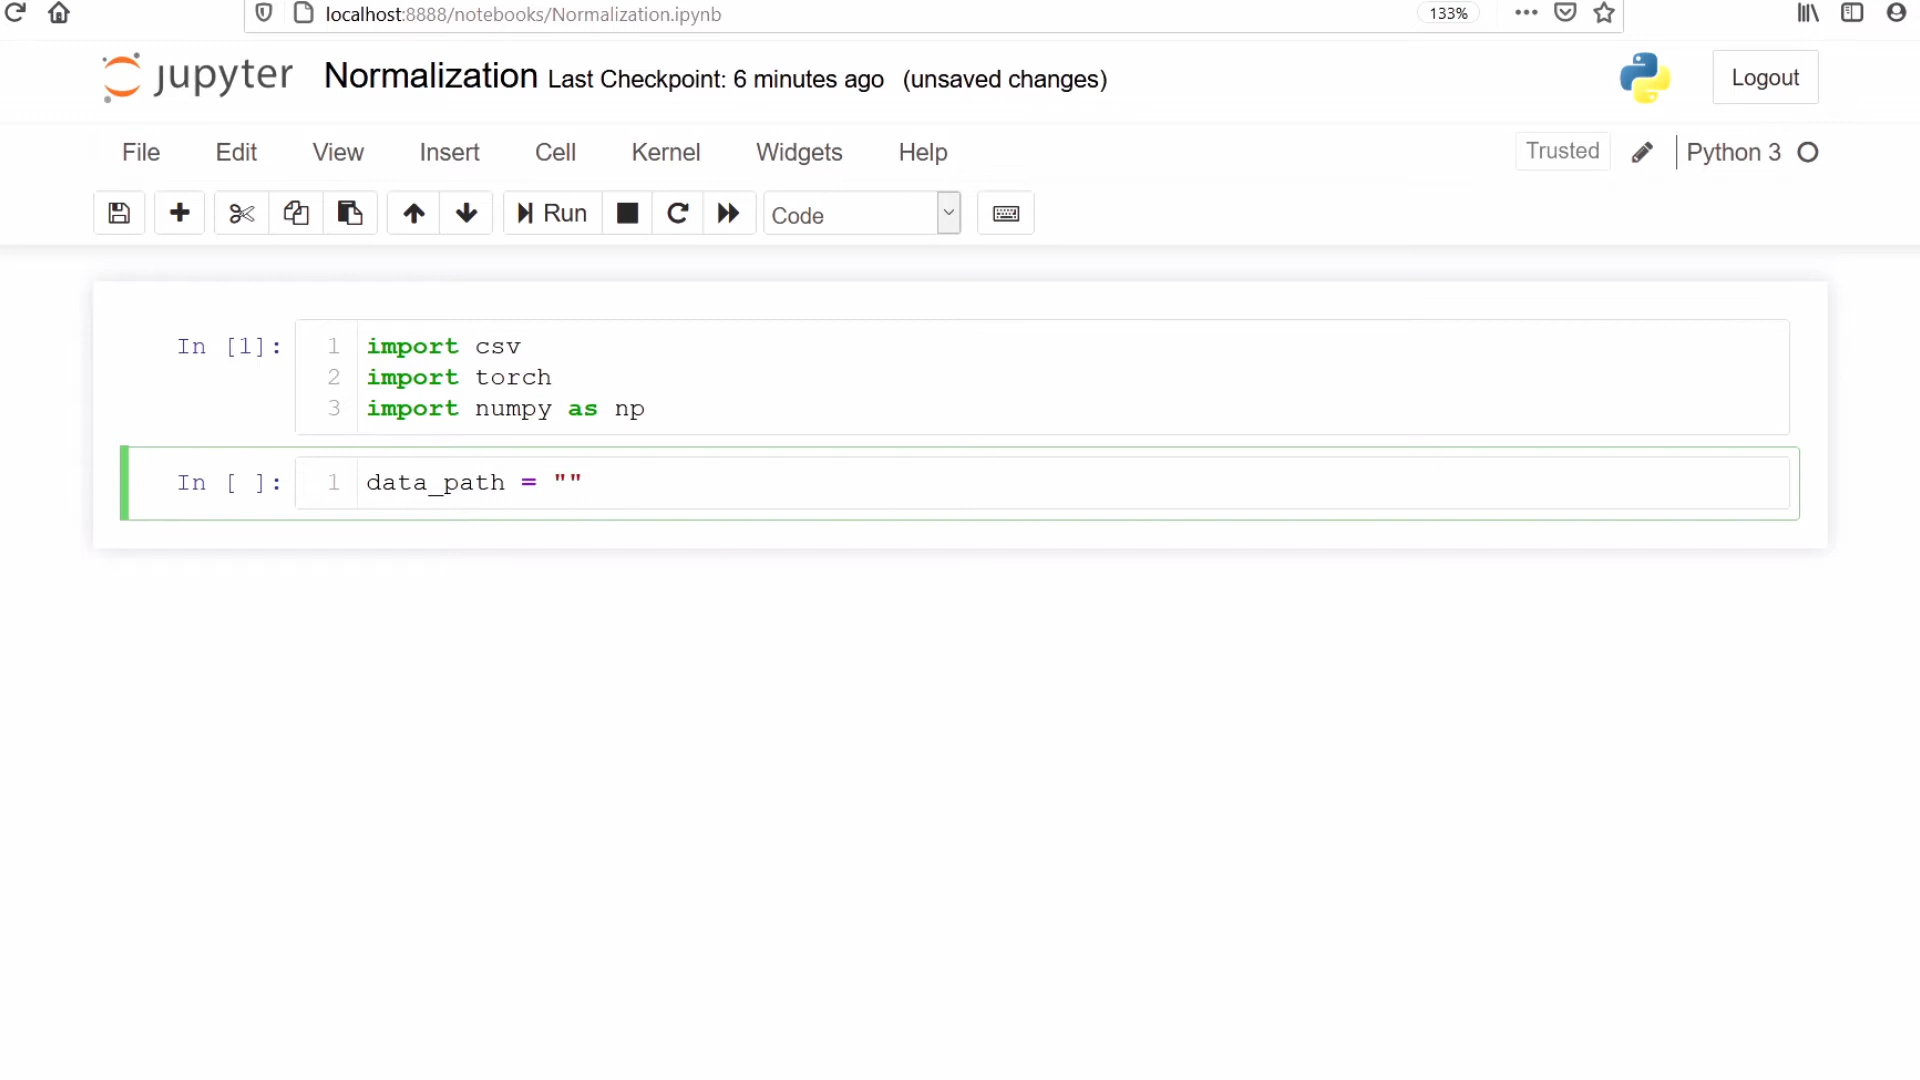 localhost:8888/notebooks/Normalization.ipynb 133%
jupyter Normalization Last Checkpoint: 6 minutes ago (unsaved changes) Logout
File Edit View Insert Cell Kernel Widgets Help Trusted Python 3
Run Code
In [1]: 1 import csv
2 import torch
3 import numpy as np
In [ ]: 1 data_path = ""